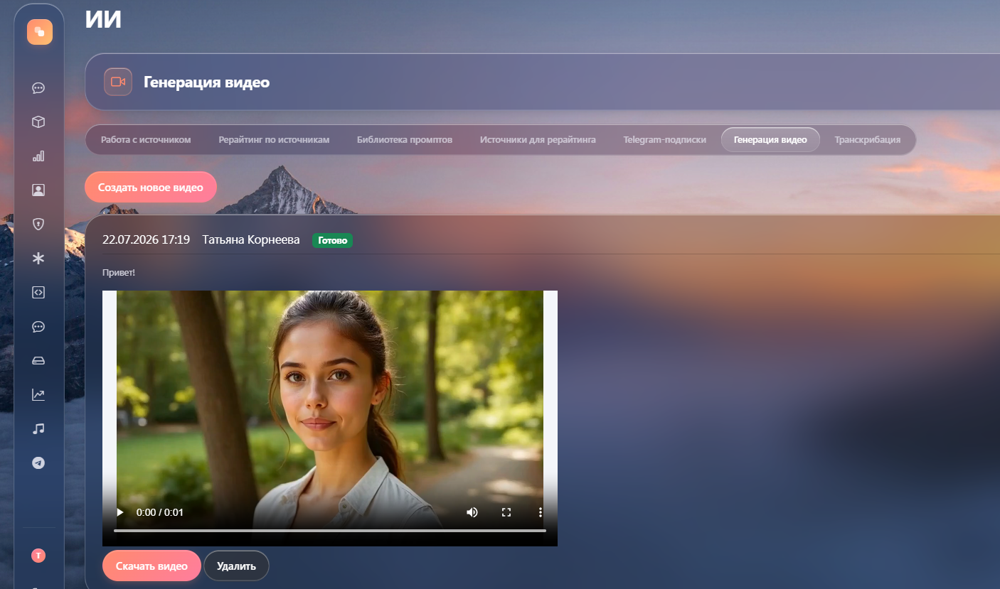 ИИ
Генерация видео
Работа с источником Рерайтинг по источникам Библиотека промптов Источники для рерайтинга Telegram-подписки Генерация видео Транскрибация
Создать новое видео
22.07.2026 17:19 Татьяна Корнеева Готово
Привет!
0:00 / 0:01
Скачать видео Удалить
T